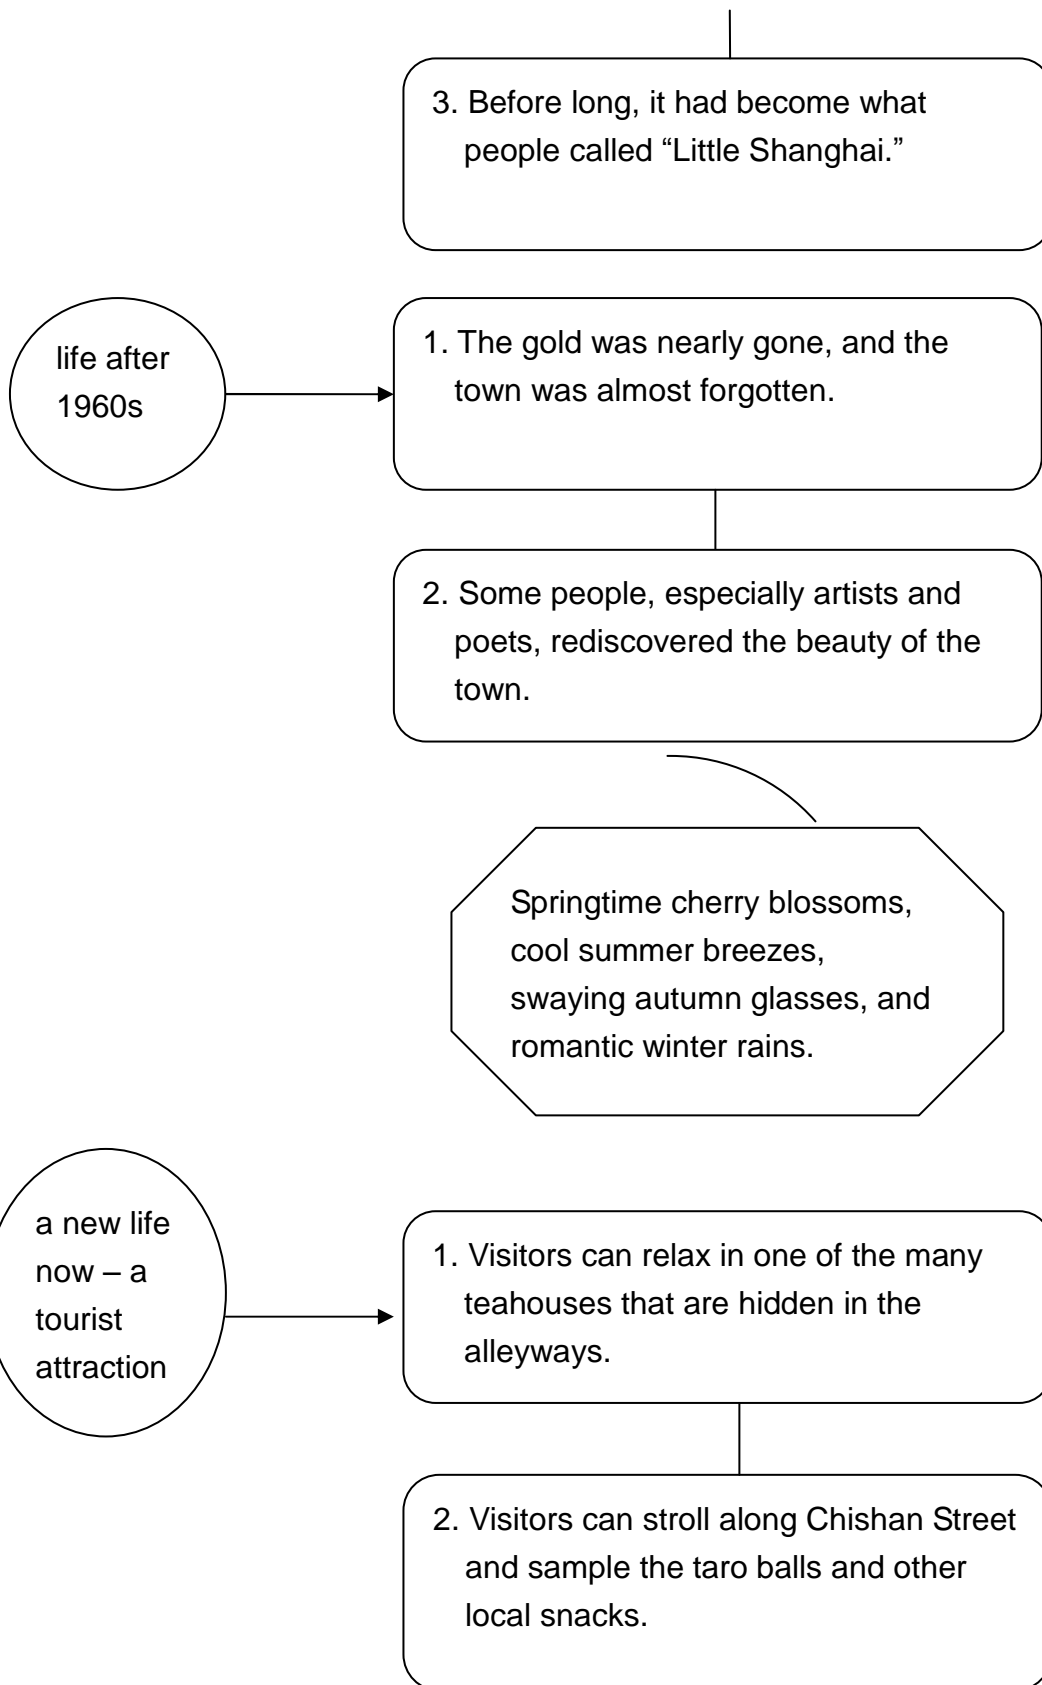 3. Before long, it had become what
people called “Little Shanghai.”
life after
1960s
1. The gold was nearly gone, and the
town was almost forgotten.
2. Some people, especially artists and
poets, rediscovered the beauty of the
town.
Springtime cherry blossoms,
cool summer breezes,
swaying autumn glasses, and
romantic winter rains.
a new life
now – a
tourist
attraction
1. Visitors can relax in one of the many
teahouses that are hidden in the
alleyways.
2. Visitors can stroll along Chishan Street
and sample the taro balls and other
local snacks.